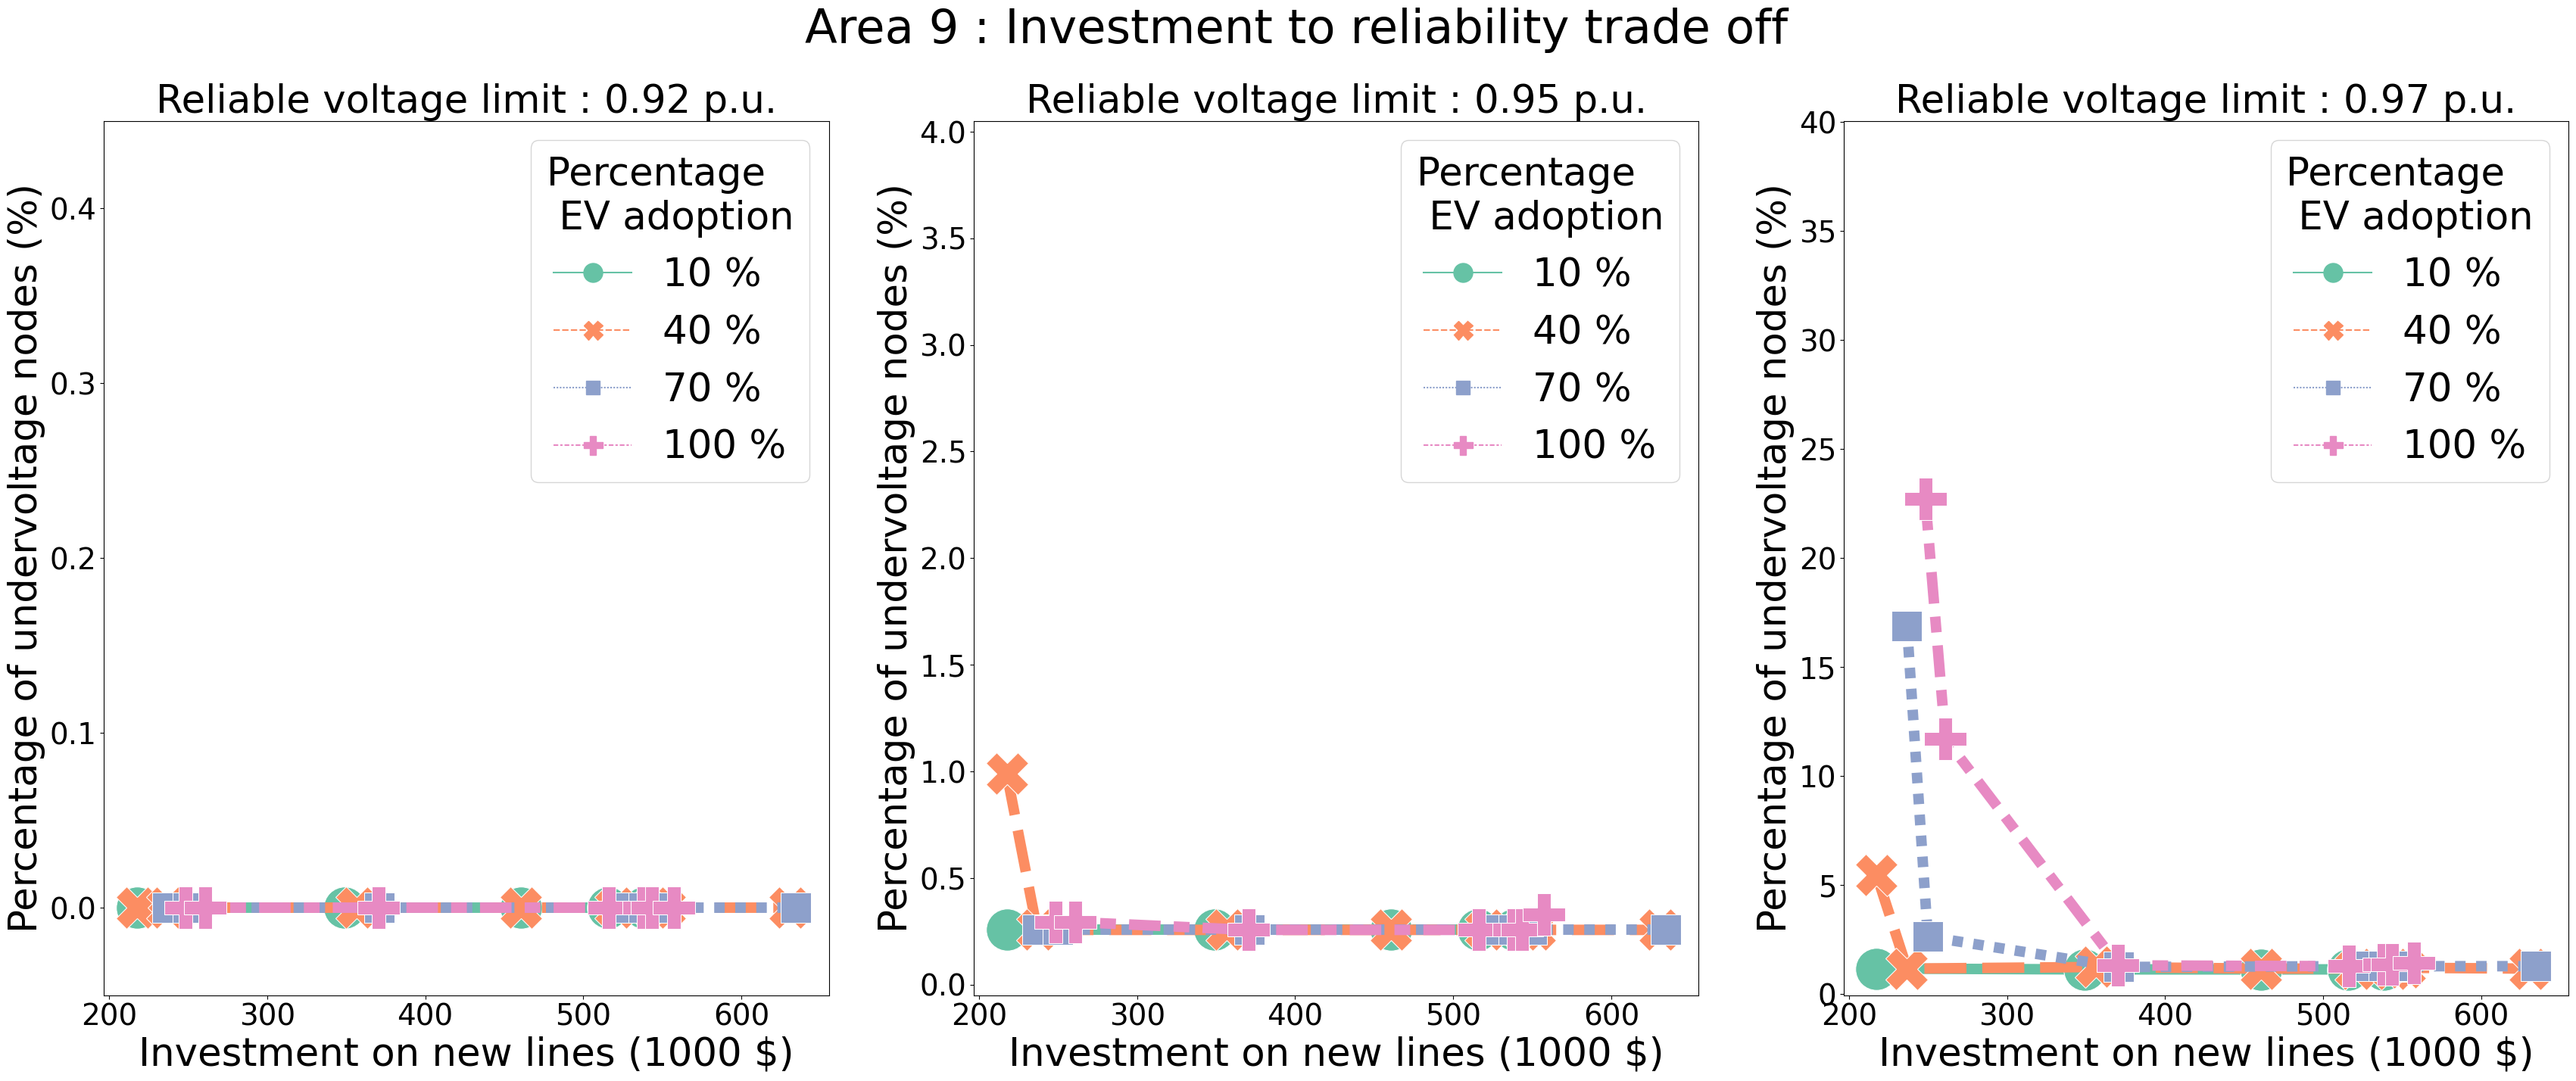 Area 9 : Investment to reliability trade off
Reliable voltage limit : 0.92 p.u.
Percentage of undervoltage nodes (%)
0.4
0.3
0.2
0.1
0.0
200 300 400 500 600
Investment on new lines (1000 $)
Percentage
EV adoption
10 %
40 %
70 %
100 %
Reliable voltage limit : 0.95 p.u.
Percentage of undervoltage nodes (%)
4.0
3.5
3.0
2.5
2.0
1.5
1.0
0.5
0.0
200 300 400 500 600
Investment on new lines (1000 $)
Percentage
EV adoption
10 %
40 %
70 %
100 %
Reliable voltage limit : 0.97 p.u.
Percentage of undervoltage nodes (%)
40
35
30
25
20
15
10
5
0
200 300 400 500 600
Investment on new lines (1000 $)
Percentage
EV adoption
10 %
40 %
70 %
100 %